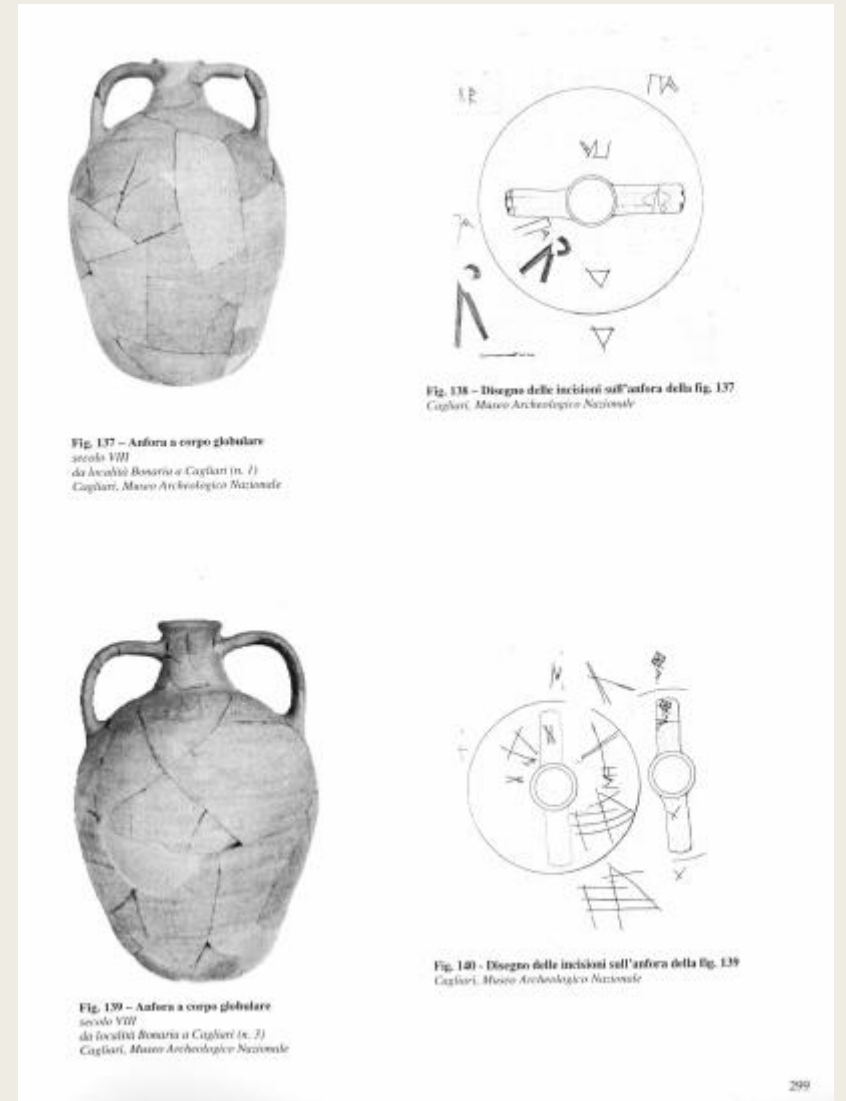 Fig. 138 – Disegno delle incisioni sull'anfora della fig. 137
Cagliari, Museo Archeologico Nazionale
Fig. 137 – Anfora a corpo globulare
secolo VIII
da località Bonaria a Cagliari (n. 1)
Cagliari, Museo Archeologico Nazionale
Fig. 140 - Disegno delle incisioni sull'anfora della fig. 139
Cagliari, Museo Archeologico Nazionale
Fig. 139 – Anfora a corpo globulare
secolo VIII
da località Bonaria a Cagliari (n. 3)
Cagliari, Museo Archeologico Nazionale
299